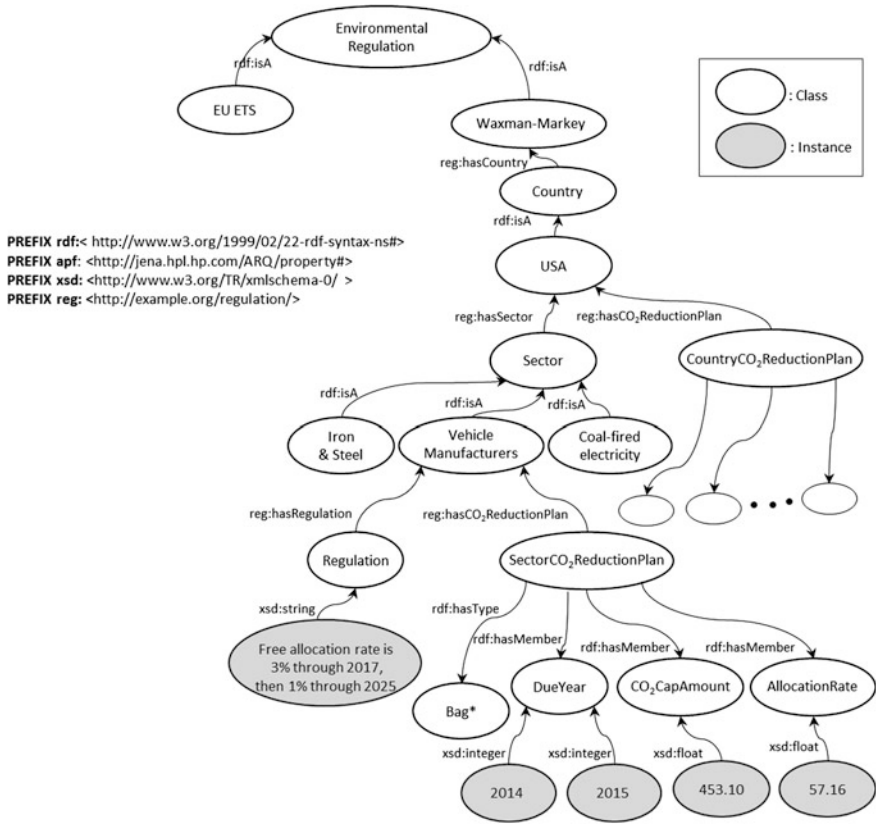 Environmental
Regulation
rdf:isA
rdf:isA
EU ETS
Waxman-Markey
: Class
: Instance
reg:hasCountry
Country
rdf:isA
PREFIX rdf:< http://www.w3.org/1999/02/22-rdf-syntax-ns#>
PREFIX apf: <http://jena.hpl.hp.com/ARQ/property#>
PREFIX xsd: <http://www.w3.org/TR/xmlschema-0/ >
PREFIX reg: <http://example.org/regulation/>
USA
reg:hasSector
reg:hasCO₂ReductionPlan
Sector
CountryCO₂ReductionPlan
rdf:isA
rdf:isA
rdf:isA
Iron
& Steel
Vehicle
Manufacturers
Coal-fired
electricity
reg:hasRegulation
reg:hasCO₂ReductionPlan
Regulation
SectorCO₂ReductionPlan
xsd:string
rdf:hasType
rdf:hasMember
rdf:hasMember
rdf:hasMember
Free allocation rate is
3% through 2017,
then 1% through 2025
Bag*
DueYear
CO₂CapAmount
AllocationRate
xsd:integer
xsd:integer
xsd:float
xsd:float
2014
2015
453.10
57.16